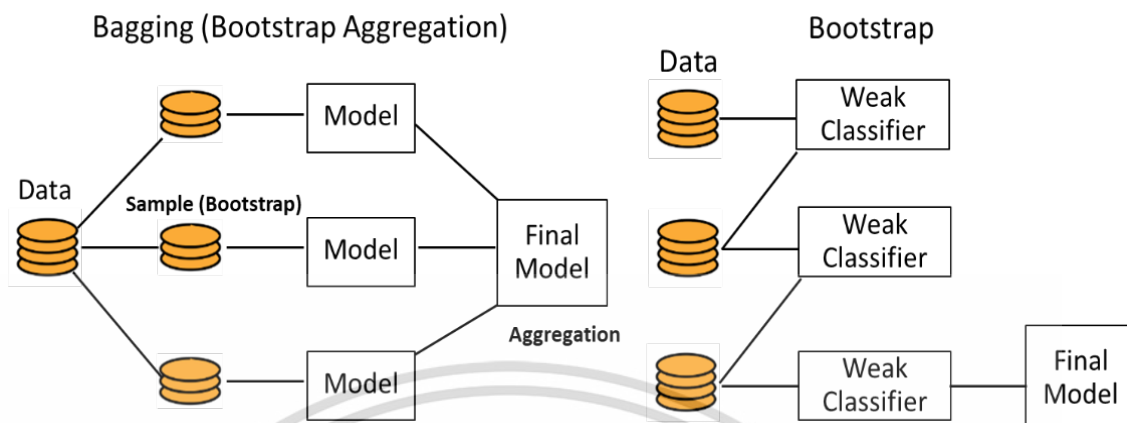 Bagging (Bootstrap Aggregation)
Data
Sample (Bootstrap)
Model
Model
Model
Final
Model
Aggregation
Bootstrap
Data
Weak
Classifier
Weak
Classifier
Weak
Classifier
Final
Model